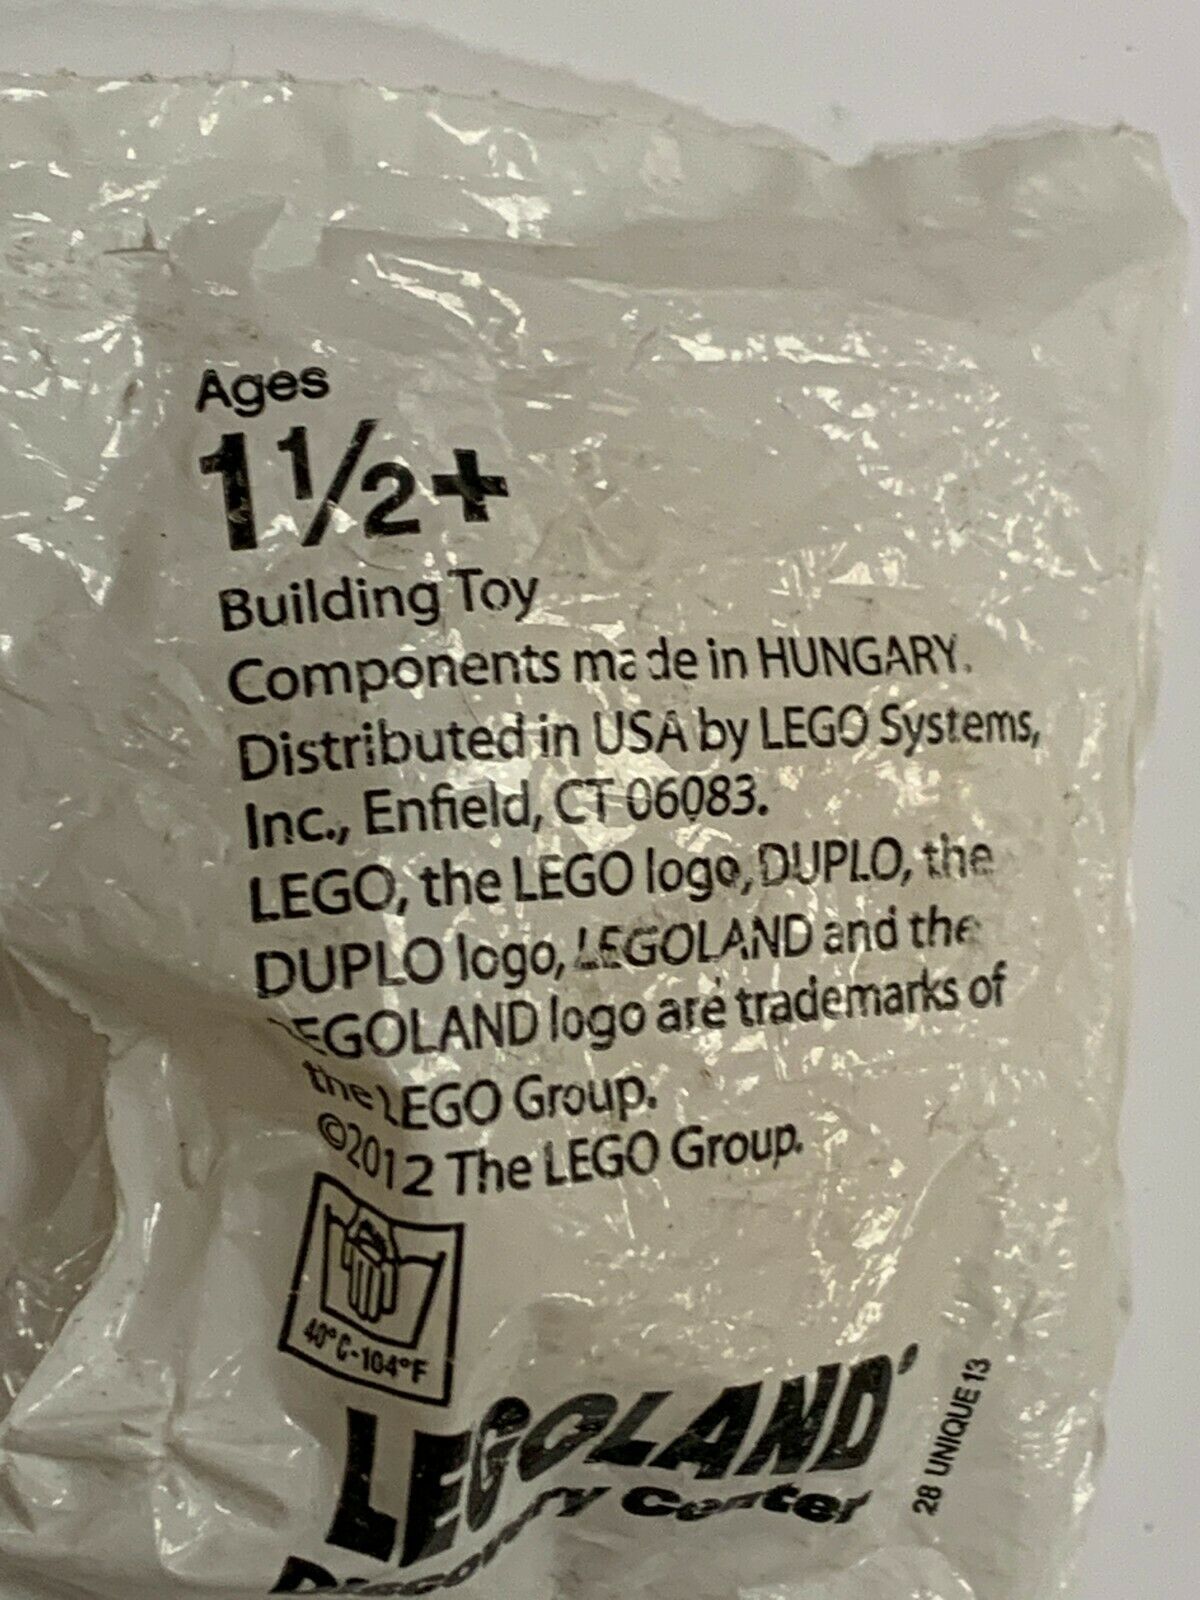 Ages
1½+
Building Toy
Components made in HUNGARY.
Distributed in USA by LEGO Systems,
Inc., Enfield, CT 06083.
LEGO, the LEGO logo, DUPLO, the
DUPLO logo, LEGOLAND and the
LEGOLAND logo are trademarks of
the LEGO Group.
©2012 The LEGO Group.
40°C-104°F
LEGOLAND
Discovery Center
28 UNIQUE 13